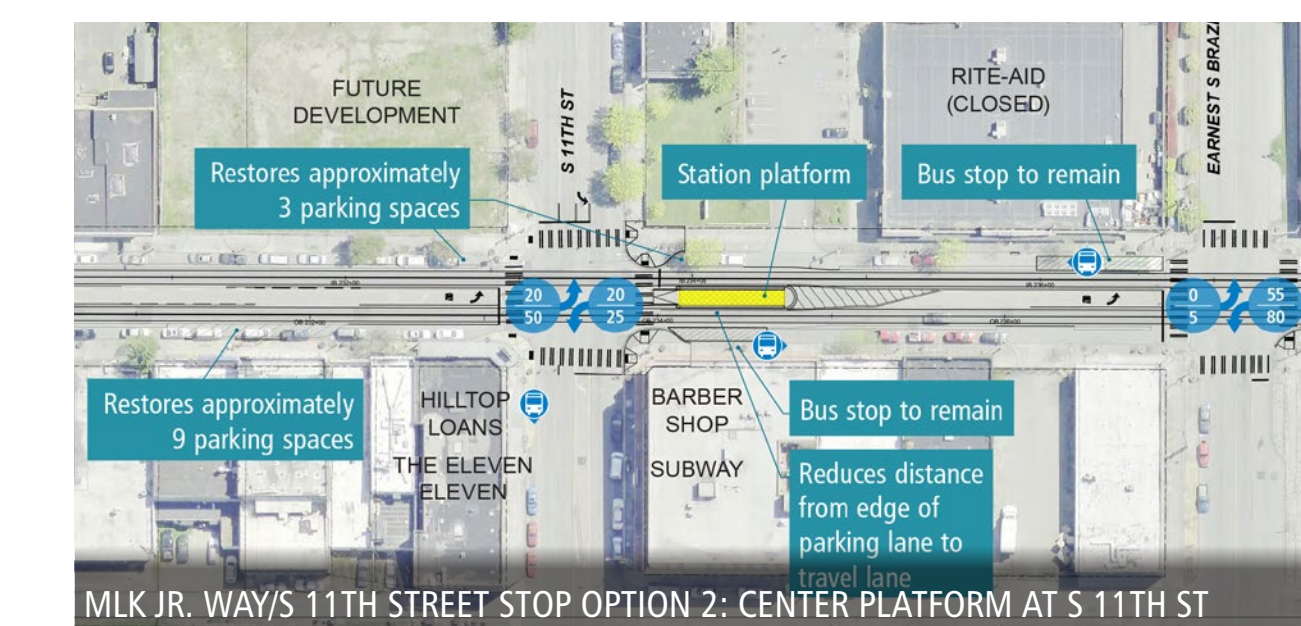 FUTURE
DEVELOPMENT
S 11TH ST
RITE-AID
(CLOSED)
EARNEST S BRAZI
Restores approximately
3 parking spaces
Station platform
Bus stop to remain
20
50
20
25
0
5
55
80
Restores approximately
9 parking spaces
HILLTOP
LOANS
THE ELEVEN
ELEVEN
BARBER
SHOP
SUBWAY
Bus stop to remain
Reduces distance
from edge of
parking lane to
travel lane
MLK JR. WAY/S 11TH STREET STOP OPTION 2: CENTER PLATFORM AT S 11TH ST